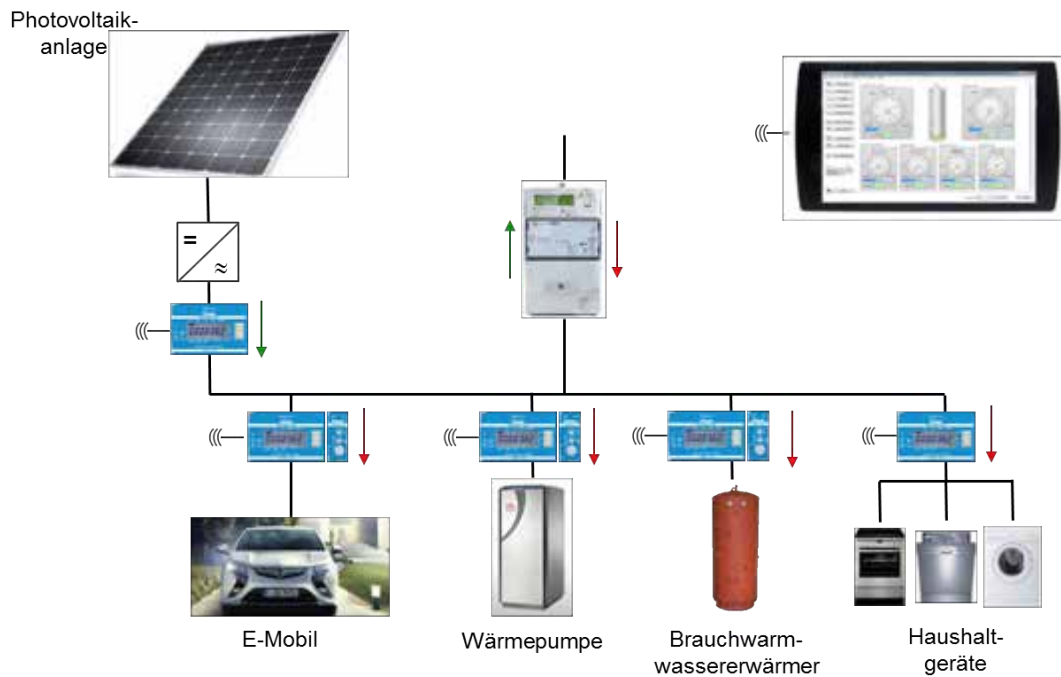 Photovoltaik-
anlage
=
≈
E-Mobil
Wärmepumpe
Brauchwarm-
wassererwärmer
Haushalt-
geräte